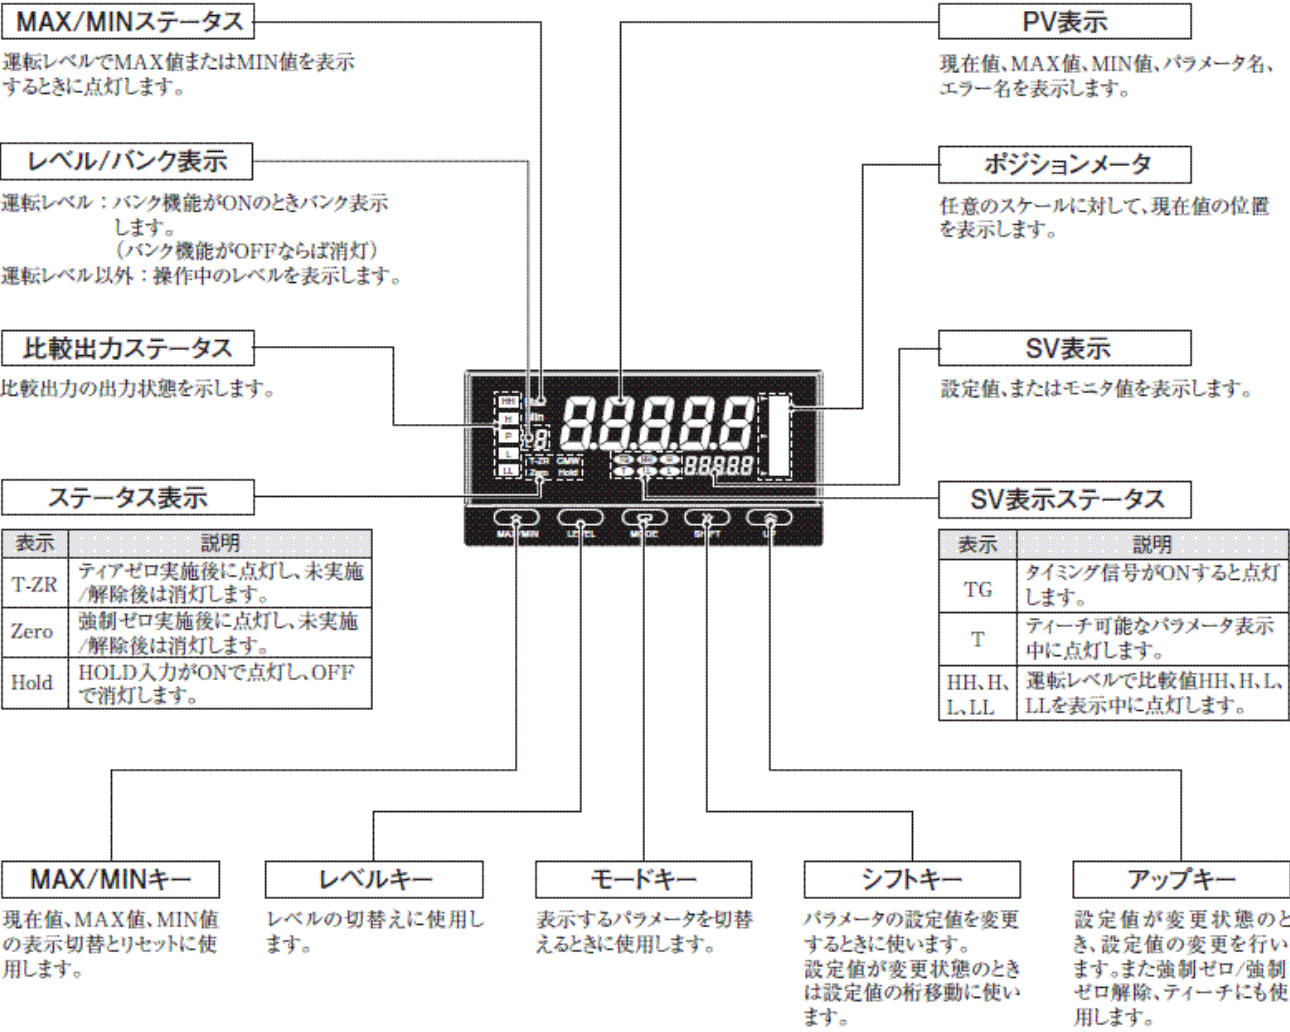 MAX/MINステータス
運転レベルでMAX値またはMIN値を表示
するときに点灯します。
レベル/バンク表示
運転レベル：バンク機能がONのときバンク表示
します。
（バンク機能がOFFならば消灯）
運転レベル以外：操作中のレベルを表示します。
比較出力ステータス
比較出力の出力状態を示します。
ステータス表示
表示 説明
T-ZR ティアゼロ実施後に点灯し、未実施
/解除後は消灯します。
Zero 強制ゼロ実施後に点灯し、未実施
/解除後は消灯します。
Hold HOLD入力がONで点灯し、OFF
で消灯します。
PV表示
現在値、MAX値、MIN値、パラメータ名、
エラー名を表示します。
ポジションメータ
任意のスケールに対して、現在値の位置
を表示します。
SV表示
設定値、またはモニタ値を表示します。
SV表示ステータス
表示 説明
TG タイミング信号がONすると点灯
します。
T ティーチ可能なパラメータ表示
中に点灯します。
HH、H、
L、LL
運転レベルで比較値HH、H、L、
LLを表示中に点灯します。
HH
H
P
L
LL
T-ZR
Zero Hold
8.8.8.8.8
88888
MAX/MIN LEVEL MODE SHIFT UP
MAX/MINキー
現在値、MAX値、MIN値
の表示切替とリセットに使
用します。
レベルキー
レベルの切替えに使用し
ます。
モードキー
表示するパラメータを切替
えるときに使用します。
シフトキー
パラメータの設定値を変更
するときに使います。
設定値が変更状態のとき
は設定値の桁移動に使い
ます。
アップキー
設定値が変更状態のと
き、設定値の変更を行い
ます。また強制ゼロ/強制
ゼロ解除、ティーチにも使
用します。